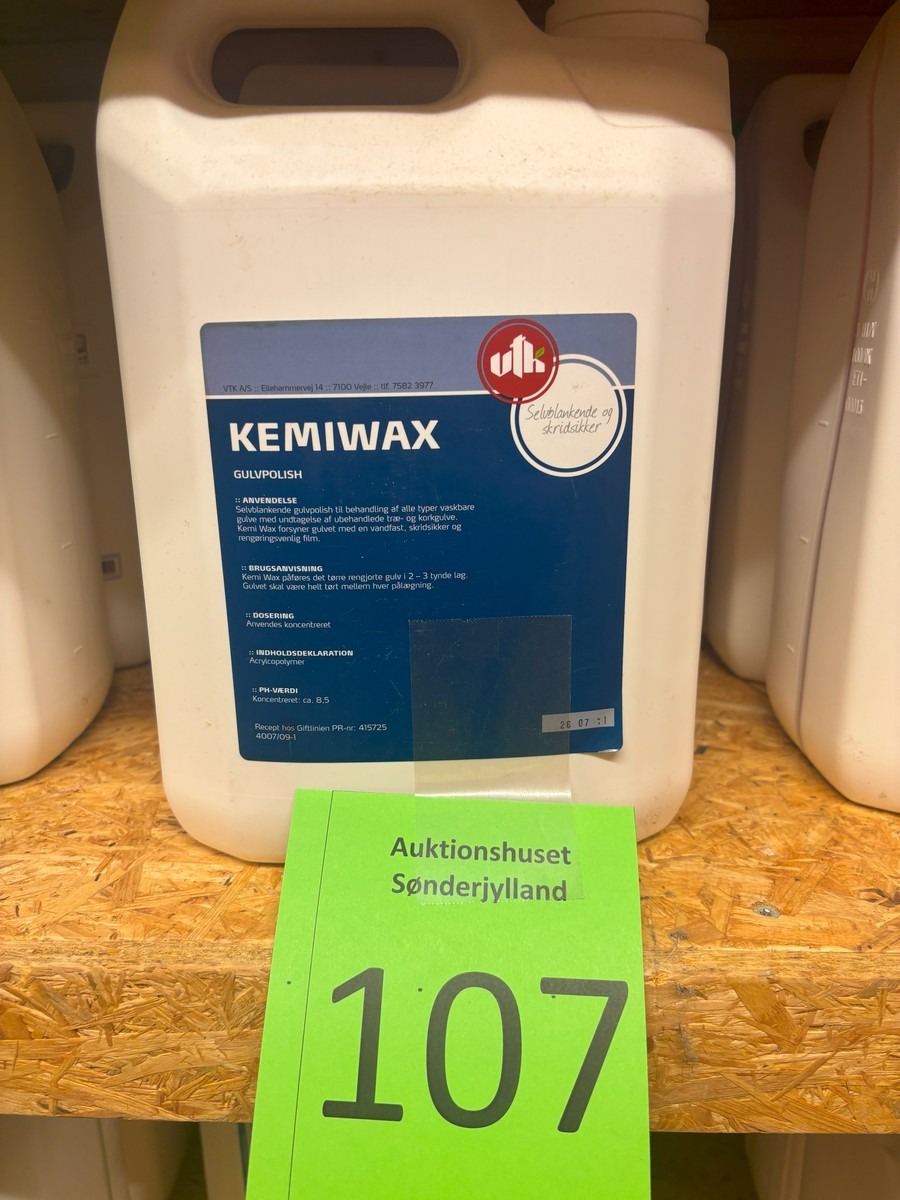 vtk
VTK A/S :: Ellehammervej 14 :: 7100 Vejle :: tlf. 7582 3977
Selvblankende og
skridsikker
KEMIWAX
GULVPOLISH
:: ANVENDELSE
Selvblankende gulvpolish til behandling af alle typer vaskbare
gulve med undtagelse af ubehandlede træ- og korkgulve.
Kemi Wax forsyner gulvet med en vandfast, skridsikker og
rengøringsvenlig film.
:: BRUGSANVISNING
Kemi Wax påføres det tørre rengjorte gulv i 2 – 3 tynde lag.
Gulvet skal være helt tørt mellem hver pålægning.
:: DOSERING
Anvendes koncentreret
:: INDHOLDSDEKLARATION
Acrylcopolymer
:: PH-VÆRDI
Koncentreret: ca. 8,5
Recept hos Giftlinien PR-nr: 415725
4007/09-1
26 07
Auktionshuset
Sønderjylland
107